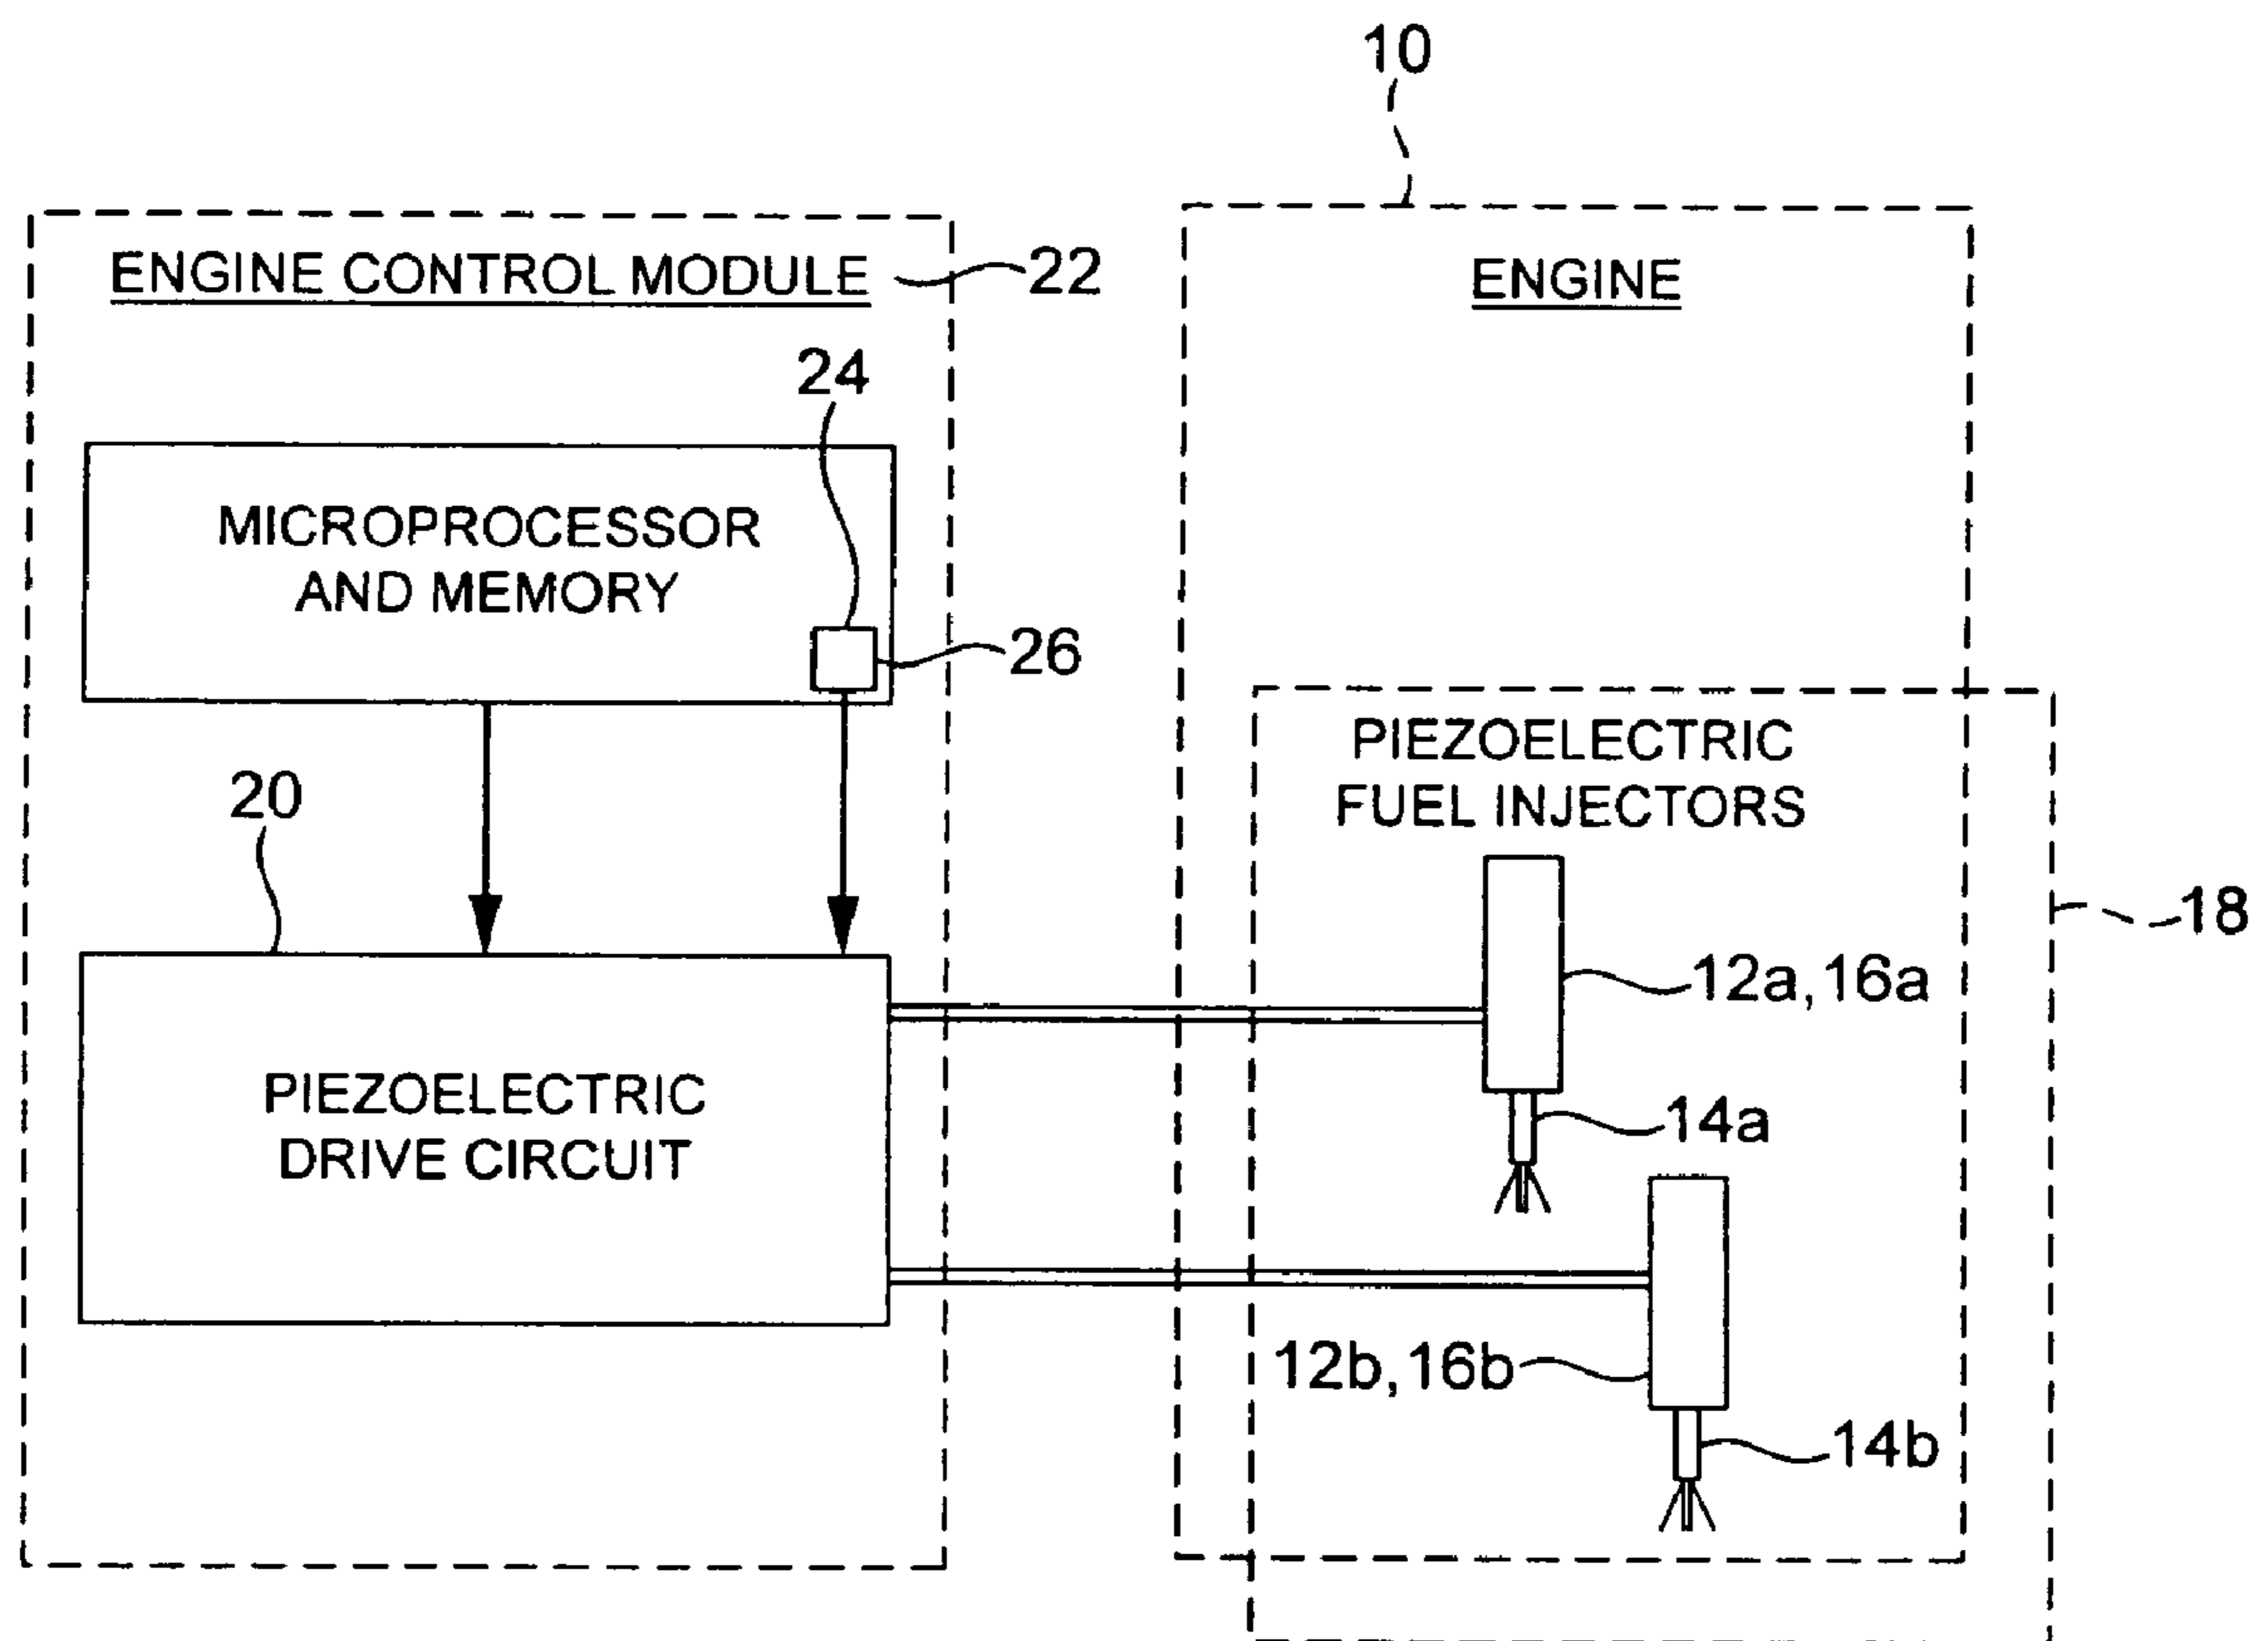 10
ENGINE CONTROL MODULE
22
ENGINE
24
MICROPROCESSOR
AND MEMORY
26
PIEZOELECTRIC
FUEL INJECTORS
20
18
12a,16a
PIEZOELECTRIC
DRIVE CIRCUIT
14a
12b,16b
14b